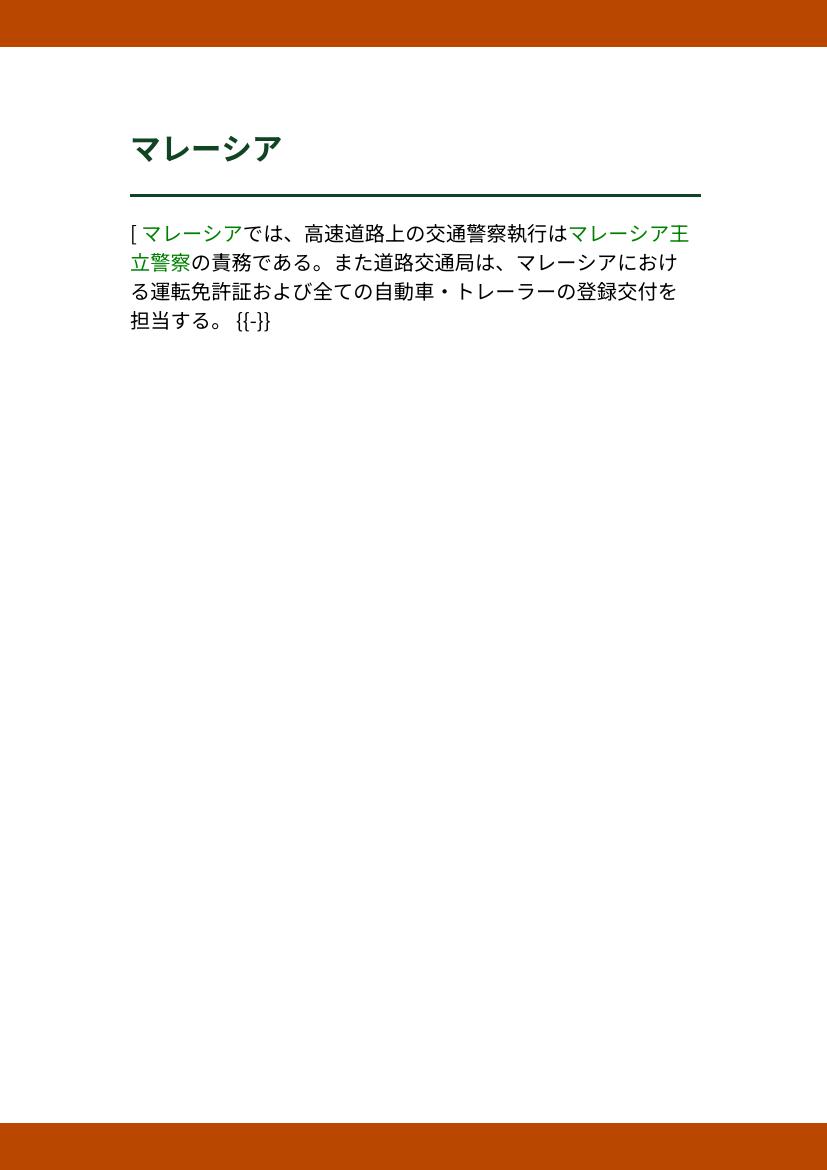 マレーシア
[ マレーシアでは、高速道路上の交通警察執行はマレーシア王
立警察の責務である。また道路交通局は、マレーシアにおけ
る運転免許証および全ての自動車・トレーラーの登録交付を
担当する。 {{-}}